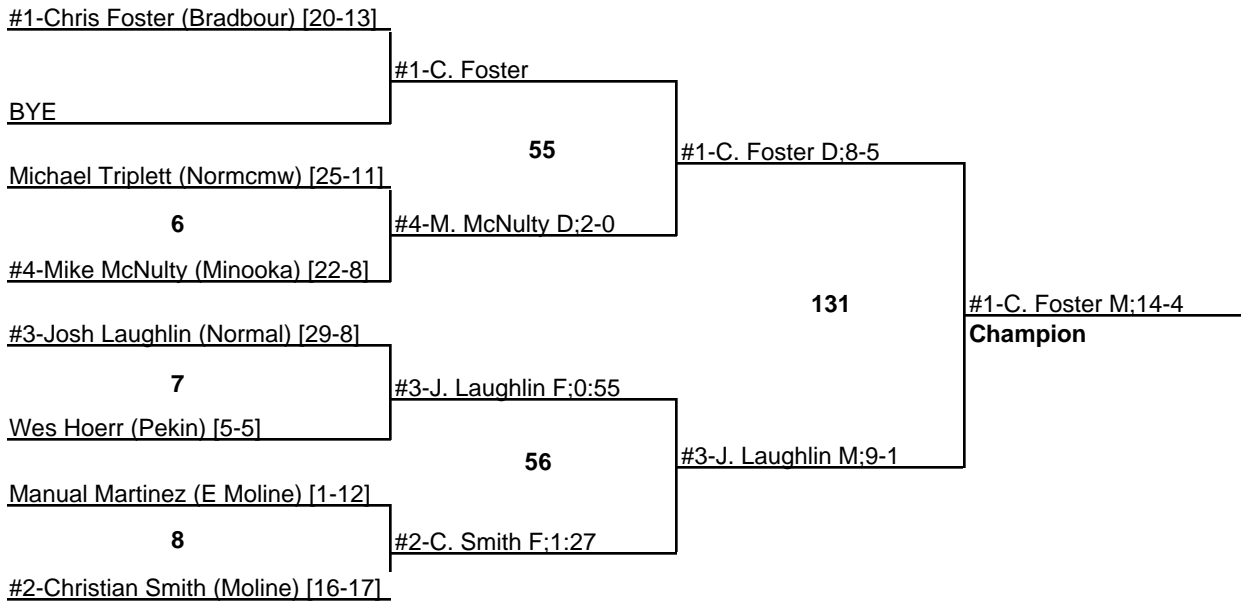 #1-Chris Foster (Bradbour) [20-13]
#1-C. Foster
BYE
55
#1-C. Foster D;8-5
Michael Triplett (Normcmw) [25-11]
6
#4-M. McNulty D;2-0
#4-Mike McNulty (Minooka) [22-8]
131
#1-C. Foster M;14-4
Champion
#3-Josh Laughlin (Normal) [29-8]
7
#3-J. Laughlin F;0:55
Wes Hoerr (Pekin) [5-5]
56
#3-J. Laughlin M;9-1
Manual Martinez (E Moline) [1-12]
8
#2-C. Smith F;1:27
#2-Christian Smith (Moline) [16-17]